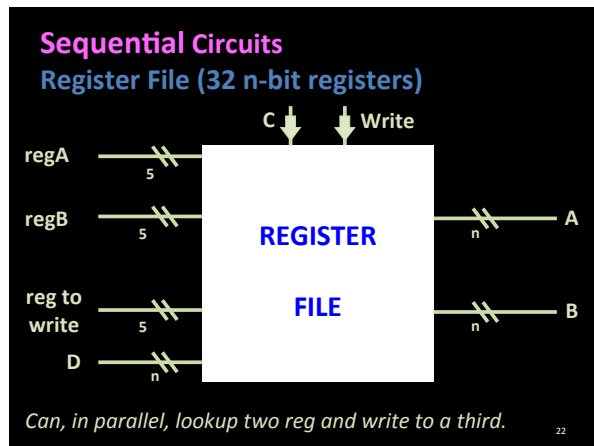 Sequential Circuits
Register File (32 n-bit registers)
C Write
regA
5
regB
5
A
n
REGISTER
FILE
reg to
write
5
B
n
D
n
Can, in parallel, lookup two reg and write to a third.
22